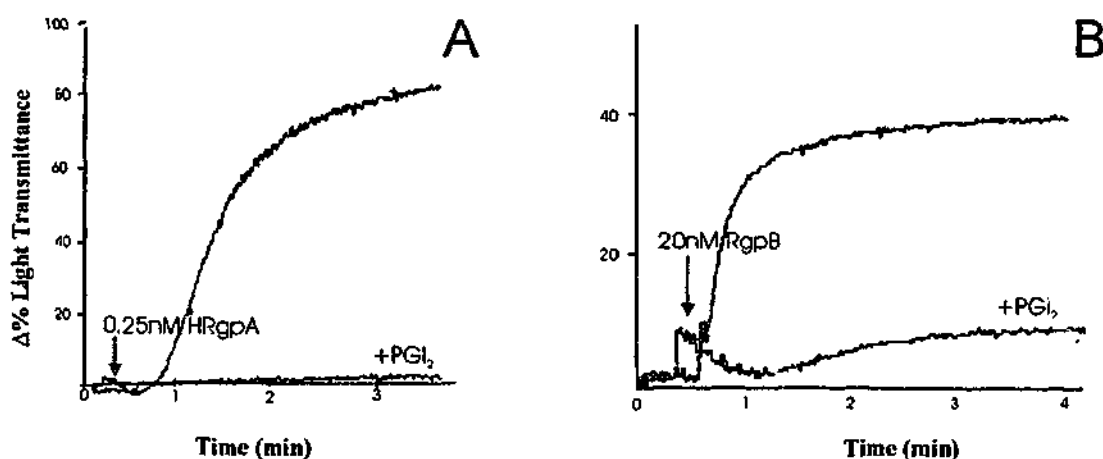 A
Δ% Light Transmittance
100
80
60
40
20
0.25nM HRgpA
+PGI₂
0 1 2 3
Time (min)
B
40
20
20nM RgpB
+PGI₂
0 1 2 3 4
Time (min)